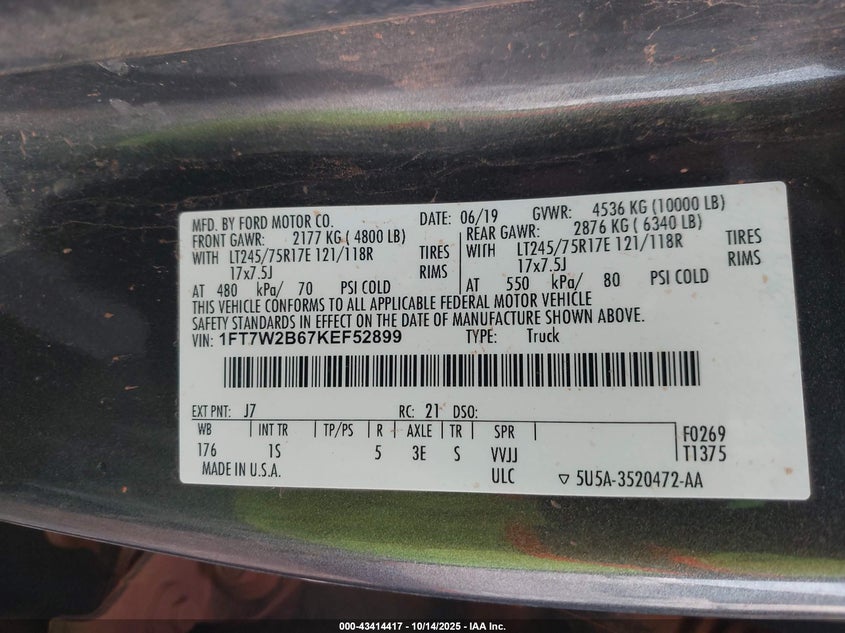 MFD. BY FORD MOTOR CO. DATE: 06/19 GVWR: 4536 KG (10000 LB)
FRONT GAWR: 2177 KG ( 4800 LB) REAR GAWR: 2876 KG ( 6340 LB)
WITH LT245/75R17E 121/118R TIRES WITH LT245/75R17E 121/118R TIRES
17x7.5J RIMS 17x7.5J RIMS
AT 480 kPa/ 70 PSI COLD AT 550 kPa/ 80 PSI COLD
THIS VEHICLE CONFORMS TO ALL APPLICABLE FEDERAL MOTOR VEHICLE
SAFETY STANDARDS IN EFFECT ON THE DATE OF MANUFACTURE SHOWN ABOVE.
VIN: 1FT7W2B67KEF52899 TYPE: Truck
EXT PNT: J7 RC: 21 DSO:
WB INT TR TP/PS R AXLE TR SPR F0269
176 1S 5 3E S VVJJ T1375
MADE IN U.S.A. ULC ▽ 5U5A-3520472-AA
000-43414417 - 10/14/2025 - IAA Inc.